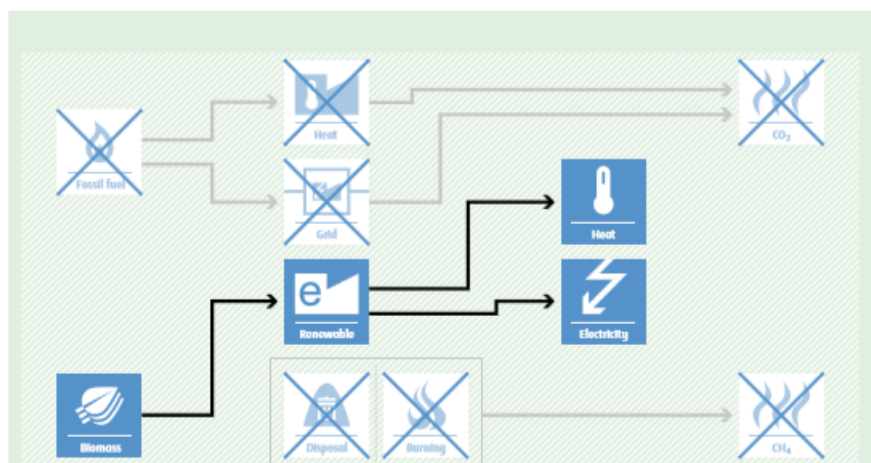 Heat
CO₂
Fossil fuel
Grid
Heat
e
Renewable
Electricity
Biomass
Disposal
Burning
CH₄